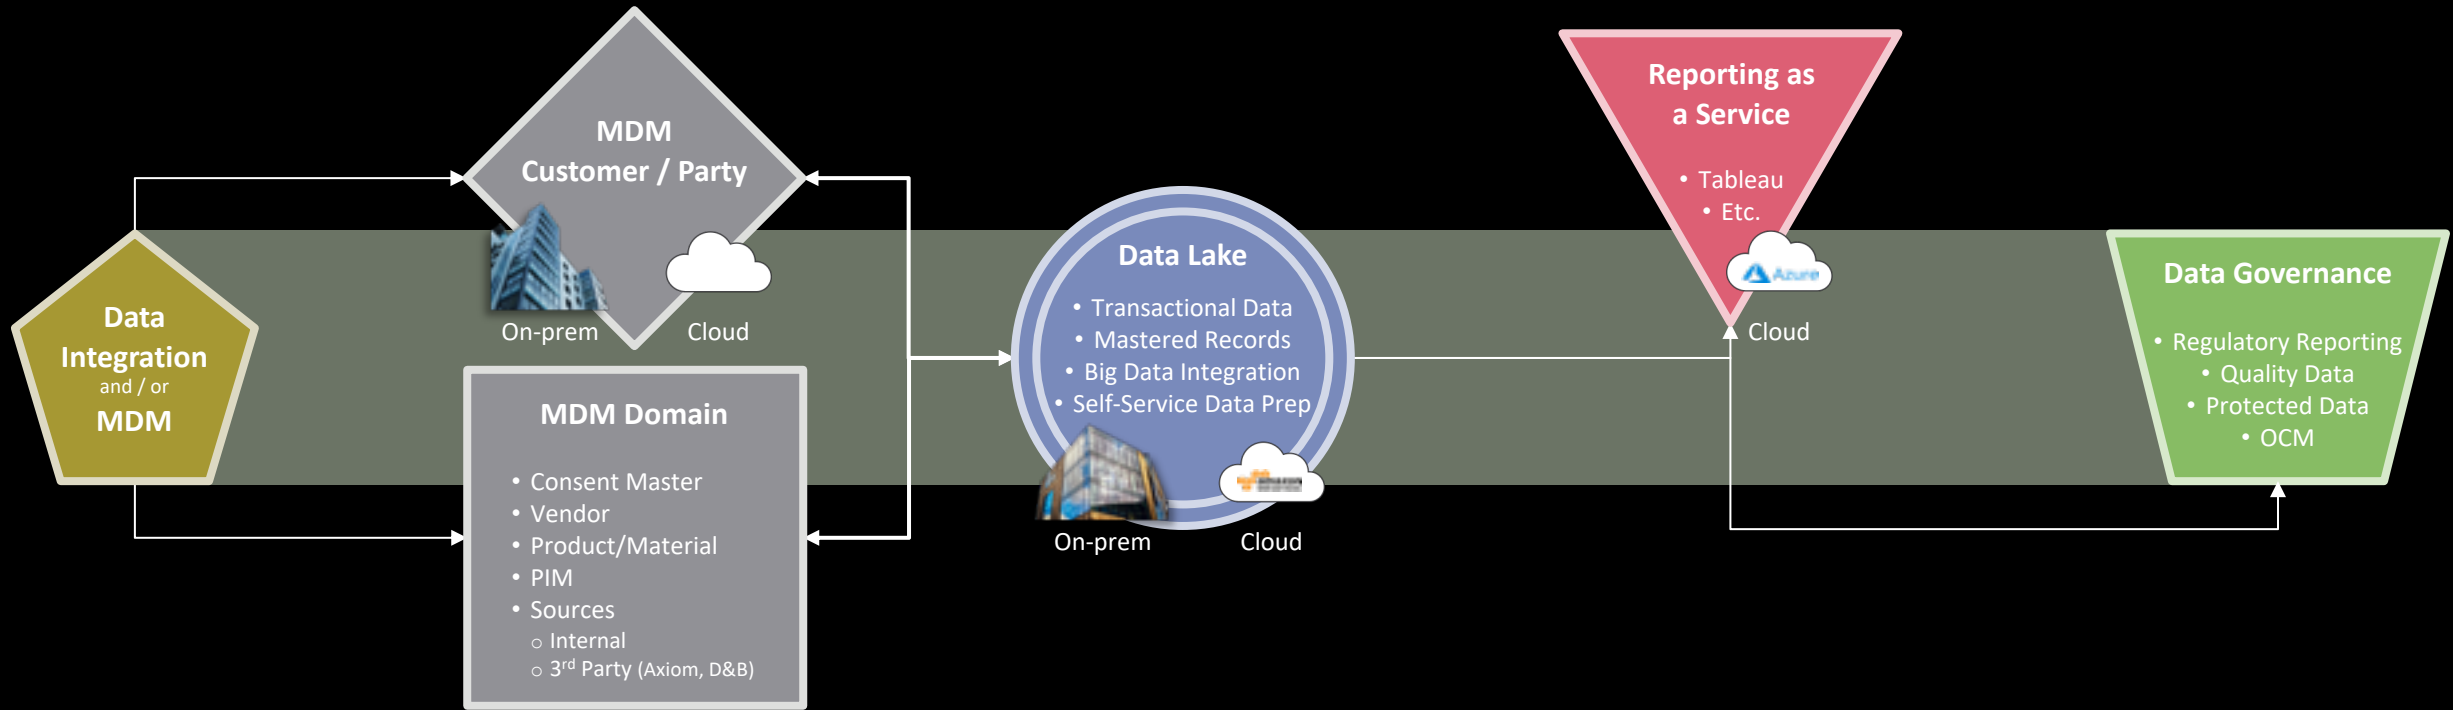 Data
Integration
and / or
MDM
MDM
Customer / Party
On-prem
Cloud
MDM Domain
• Consent Master
• Vendor
• Product/Material
• PIM
• Sources
o Internal
o 3rd Party (Axiom, D&B)
Data Lake
• Transactional Data
• Mastered Records
• Big Data Integration
• Self-Service Data Prep
amazon
On-prem
Cloud
Reporting as
a Service
• Tableau
• Etc.
Azure
Cloud
Data Governance
• Regulatory Reporting
• Quality Data
• Protected Data
• OCM